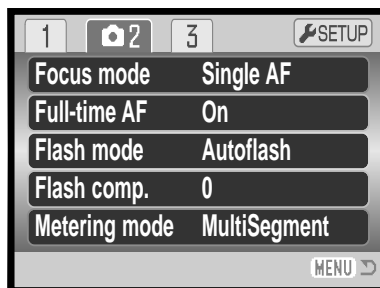 1 2 3 SETUP
Focus mode Single AF
Full-time AF On
Flash mode Autoflash
Flash comp. 0
Metering mode MultiSegment
MENU